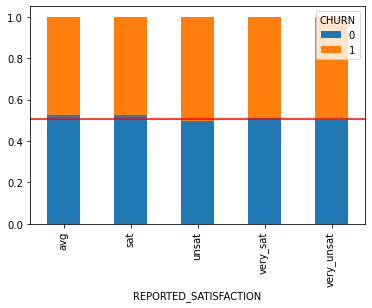 CHURN
0
1
1.0
0.8
0.6
0.4
0.2
0.0
avg
sat
unsat
very_sat
very_unsat
REPORTED_SATISFACTION